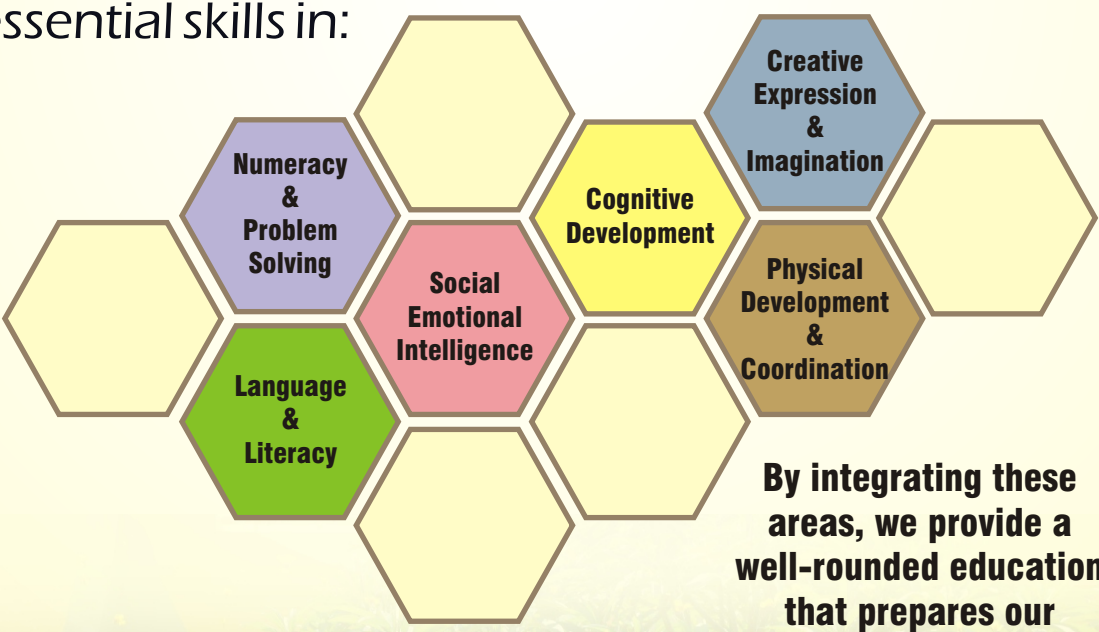 essential skills in:
Numeracy
&
Problem
Solving
Language
&
Literacy
Social
Emotional
Intelligence
Cognitive
Development
Creative
Expression
&
Imagination
Physical
Development
&
Coordination
By integrating these
areas, we provide a
well-rounded education
that prepares our